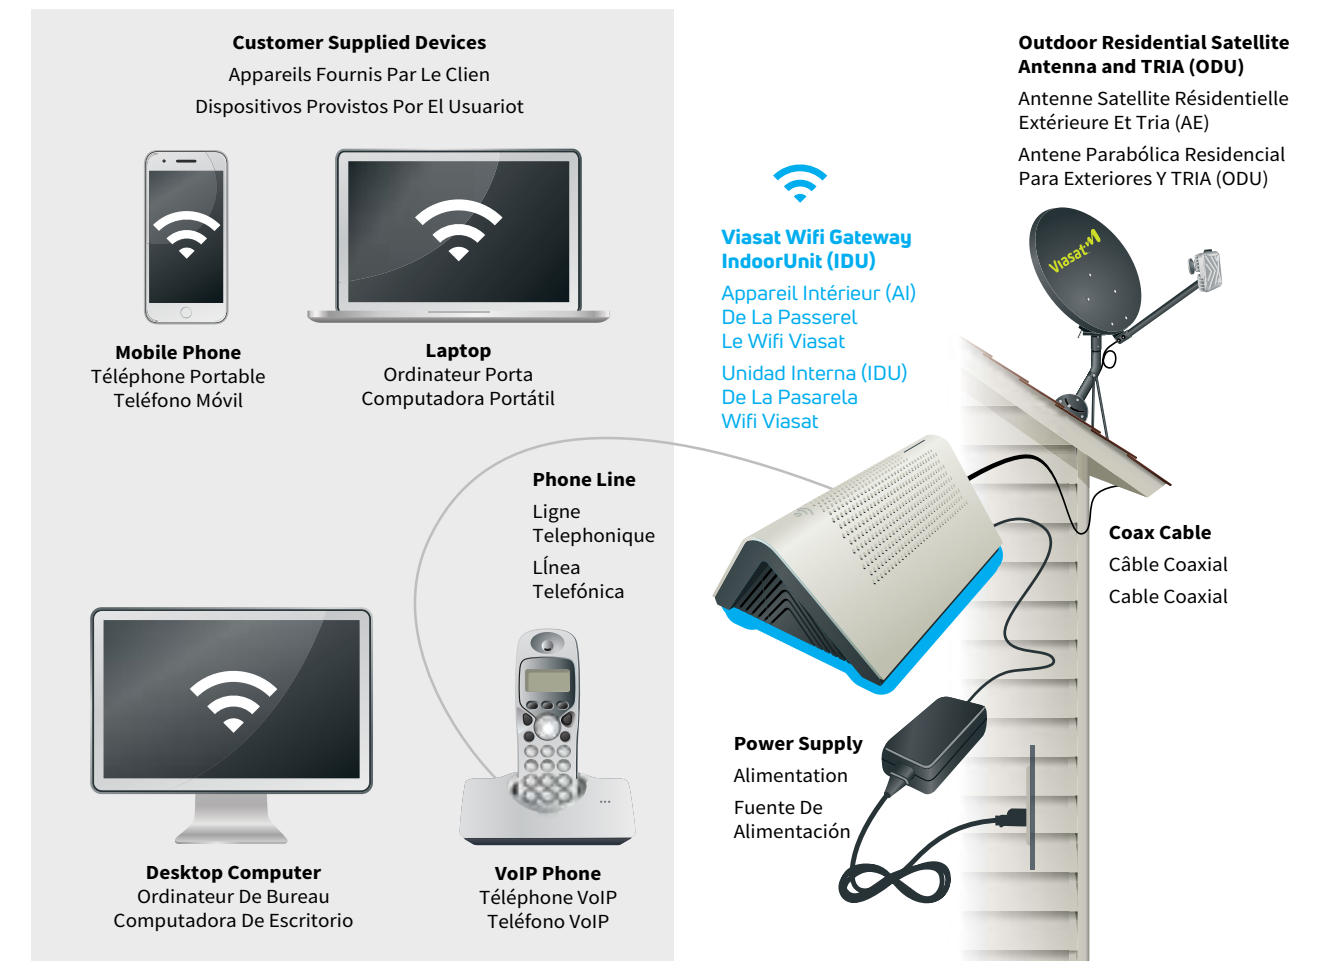 Customer Supplied Devices
Appareils Fournis Par Le Clien
Dispositivos Provistos Por El Usuariot
Mobile Phone
Téléphone Portable
Teléfono Móvil
Laptop
Ordinateur Porta
Computadora Portátil
Phone Line
Ligne
Telephonique
LÍnea
Telefónica
Desktop Computer
Ordinateur De Bureau
Computadora De Escritorio
VoIP Phone
Téléphone VoIP
Teléfono VoIP
Viasat Wifi Gateway
IndoorUnit (IDU)
Appareil Intérieur (AI)
De La Passerel
Le Wifi Viasat
Unidad Interna (IDU)
De La Pasarela
Wifi Viasat
Outdoor Residential Satellite
Antenna and TRIA (ODU)
Antenne Satellite Résidentielle
Extérieure Et Tria (AE)
Antene Parabólica Residencial
Para Exteriores Y TRIA (ODU)
Viasat
Coax Cable
Câble Coaxial
Cable Coaxial
Power Supply
Alimentation
Fuente De
Alimentación